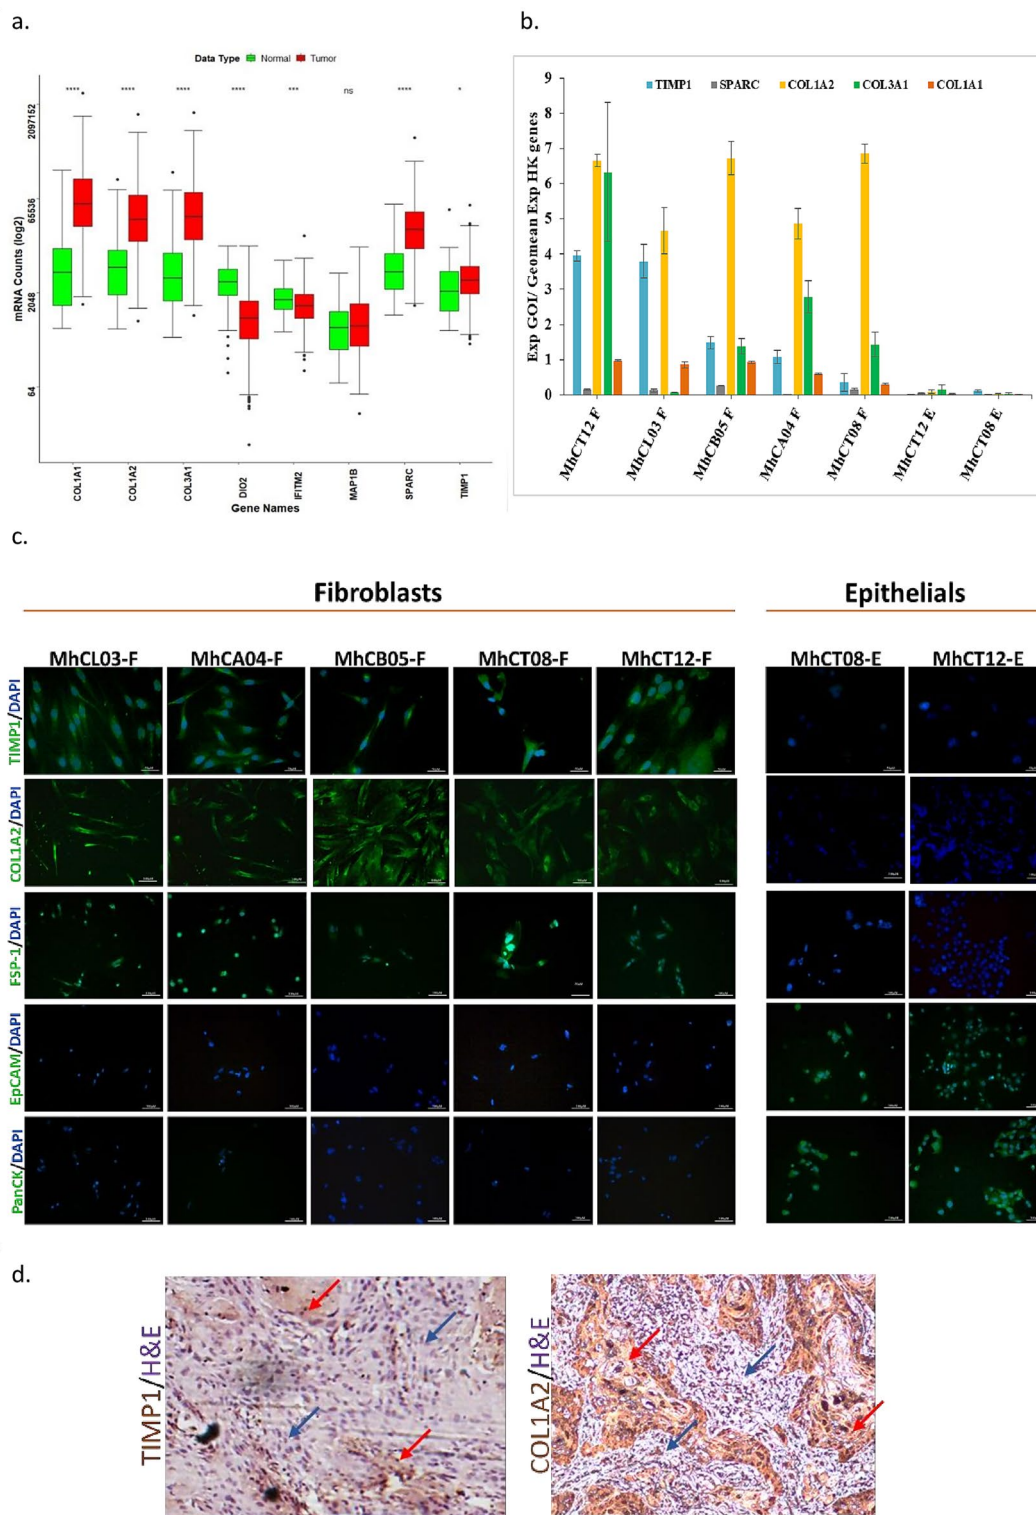 a.
b.
Data Type Normal Tumor
**** **** **** **** *** ns **** *
mRNA Counts (log2)
2097152
65536
2048
64
COL1A1
COL1A2
COL3A1
DIO2
IFITM2
MAP1B
SPARC
TIMP1
Gene Names
TIMP1 SPARC COL1A2 COL3A1 COL1A1
Exp GOI/ Geomean Exp HK genes
9
8
7
6
5
4
3
2
1
0
MhCT12 F
MhCL03 F
MhCB05 F
MhCA04 F
MhCT08 F
MhCT12 E
MhCT08 E
c.
Fibroblasts
Epithelials
MhCL03-F MhCA04-F MhCB05-F MhCT08-F MhCT12-F MhCT08-E MhCT12-E
TIMP1/DAPI
COL1A2/DAPI
FSP-1/DAPI
EpCAM/DAPI
PanCK/DAPI
d.
TIMP1/H&E
COL1A2/H&E